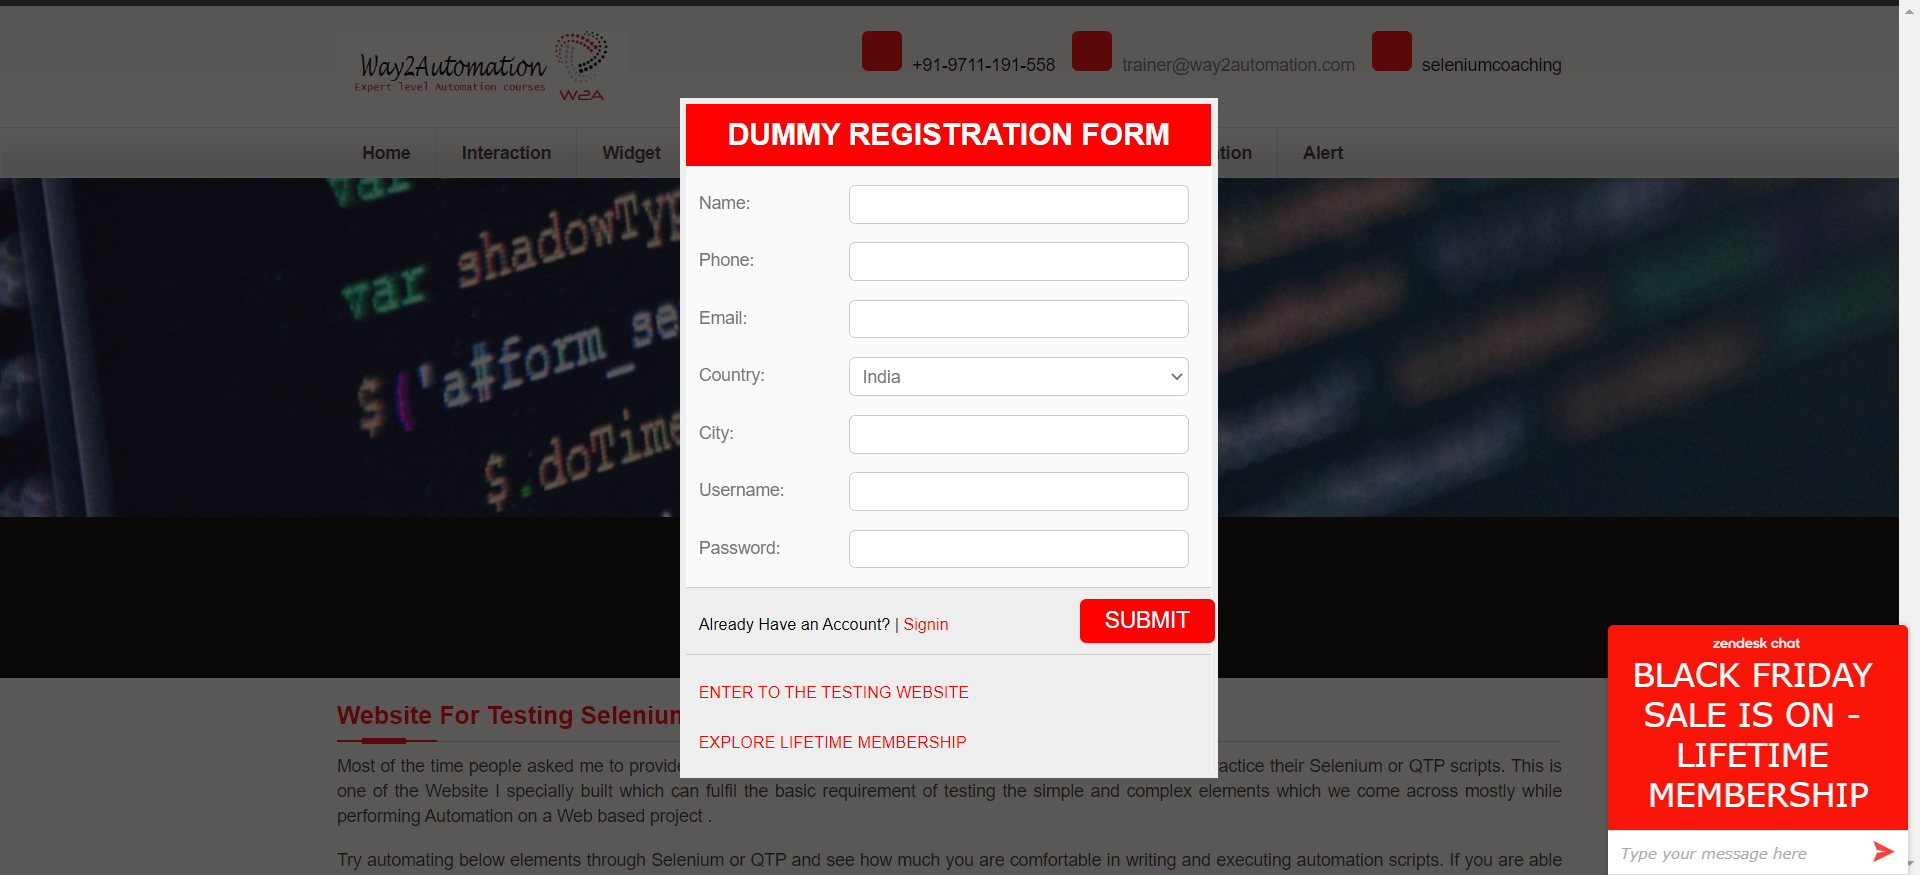 Way2Automation
Expert level Automation courses
W2A
+91-9711-191-558
trainer@way2automation.com
seleniumcoaching
Home
Interaction
Widget
tion
Alert
var
shadowTyp
var
$('a#form_se
$.doTime
DUMMY REGISTRATION FORM
Name:
Phone:
Email:
Country:
India
City:
Username:
Password:
Already Have an Account? | Signin
SUBMIT
ENTER TO THE TESTING WEBSITE
EXPLORE LIFETIME MEMBERSHIP
Website For Testing Selenium
Most of the time people asked me to provide actice their Selenium or QTP scripts. This is
one of the Website I specially built which can fulfil the basic requirement of testing the simple and complex elements which we come across mostly while
performing Automation on a Web based project .
Try automating below elements through Selenium or QTP and see how much you are comfortable in writing and executing automation scripts. If you are able
zendesk chat
BLACK FRIDAY
SALE IS ON -
LIFETIME
MEMBERSHIP
Type your message here